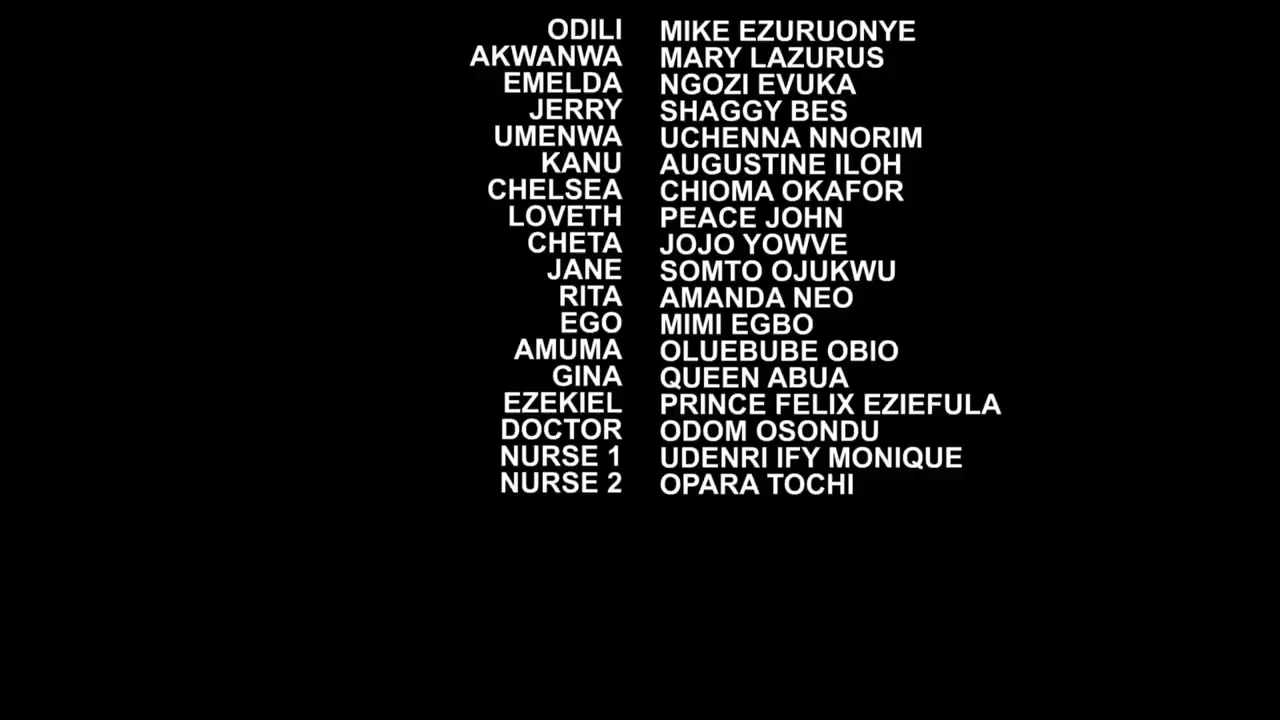 ODILI MIKE EZURUONYE
AKWANWA MARY LAZURUS
EMELDA NGOZI EVUKA
JERRY SHAGGY BES
UMENWA UCHENNA NNORIM
KANU AUGUSTINE ILOH
CHELSEA CHIOMA OKAFOR
LOVETH PEACE JOHN
CHETA JOJO YOWVE
JANE SOMTO OJUKWU
RITA AMANDA NEO
EGO MIMI EGBO
AMUMA OLUEBUBE OBIO
GINA QUEEN ABUA
EZEKIEL PRINCE FELIX EZIEFULA
DOCTOR ODOM OSONDU
NURSE 1 UDENRI IFY MONIQUE
NURSE 2 OPARA TOCHI